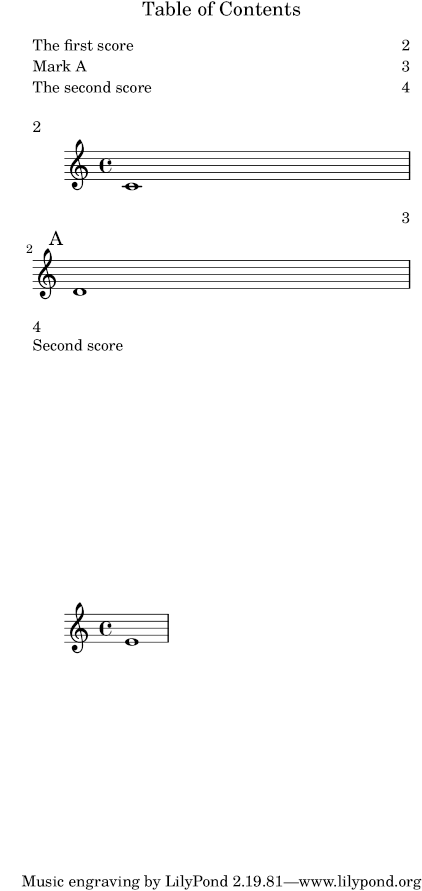 Table of Contents
The first score 2
Mark A 3
The second score 4
2
3
A
2
4
Second score
Music engraving by LilyPond 2.19.81—www.lilypond.org